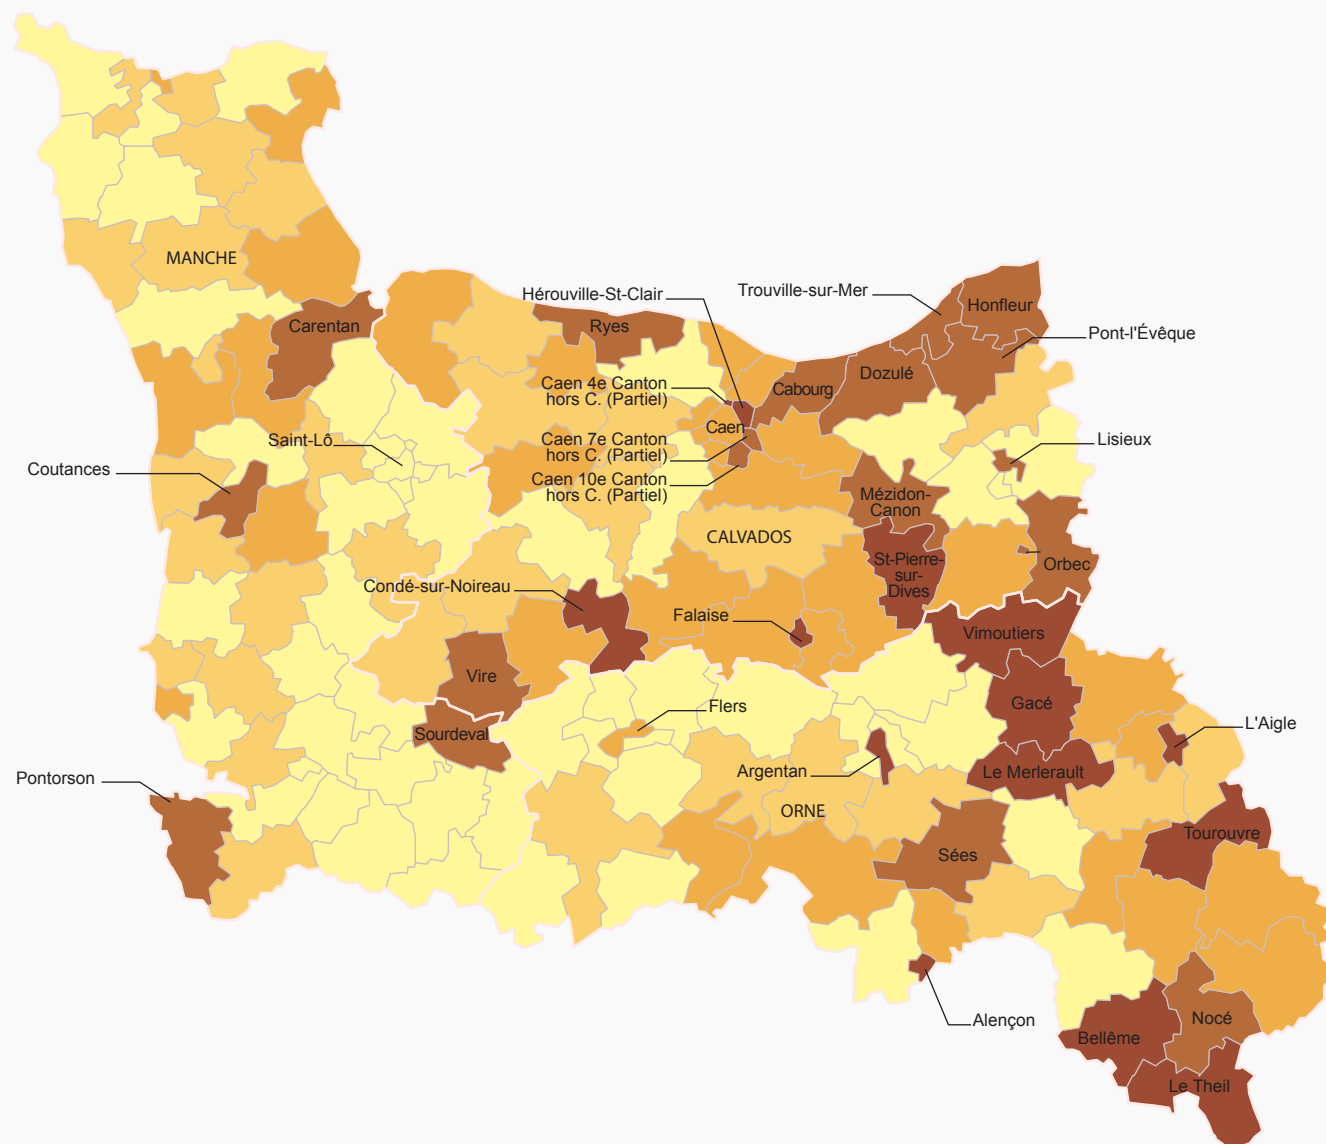 MANCHE
Hérouville-St-Clair
Trouville-sur-Mer
Honfleur
Carentan
Ryes
Pont-l'Évêque
Dozulé
Caen 4e Canton
hors C. (Partiel)
Cabourg
Caen
Saint-Lô
Caen 7e Canton
hors C. (Partiel)
Lisieux
Coutances
Caen 10e Canton
hors C. (Partiel)
Mézidon-
Canon
CALVADOS
St-Pierre-
sur-
Dives
Orbec
Condé-sur-Noireau
Falaise
Vimoutiers
Vire
Gacé
Flers
L'Aigle
Sourdeval
Argentan
Le Merlerault
Pontorson
ORNE
Tourouvre
Sées
Alençon
Nocé
Bellême
Le Theil